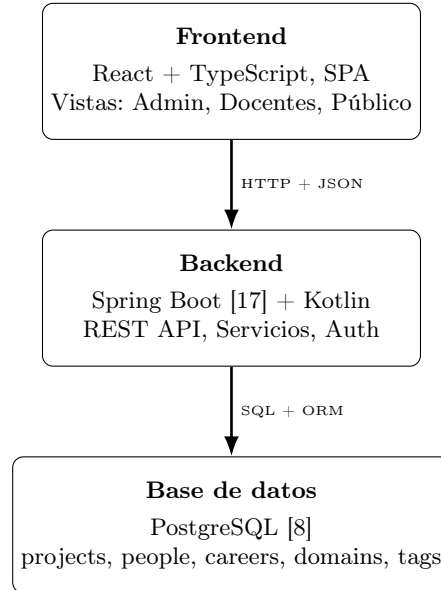 Frontend
React + TypeScript, SPA
Vistas: Admin, Docentes, Público
HTTP + JSON
Backend
Spring Boot [17] + Kotlin
REST API, Servicios, Auth
SQL + ORM
Base de datos
PostgreSQL [8]
projects, people, careers, domains, tags